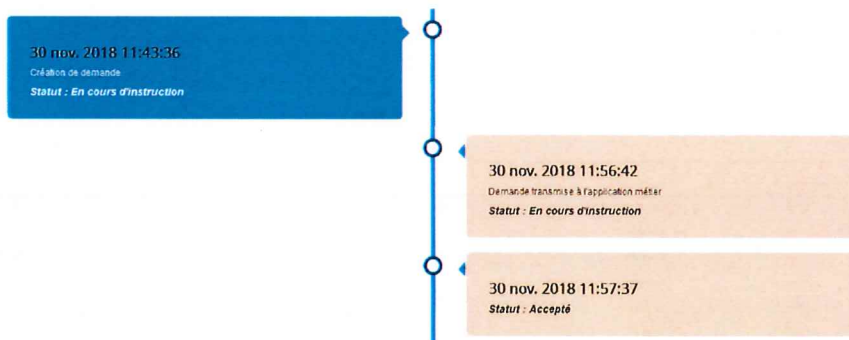 30 nov. 2018 11:43:36
Création de demande
Statut : En cours d'instruction
30 nov. 2018 11:56:42
Demande transmise à l'application métier
Statut : En cours d'instruction
30 nov. 2018 11:57:37
Statut : Accepté